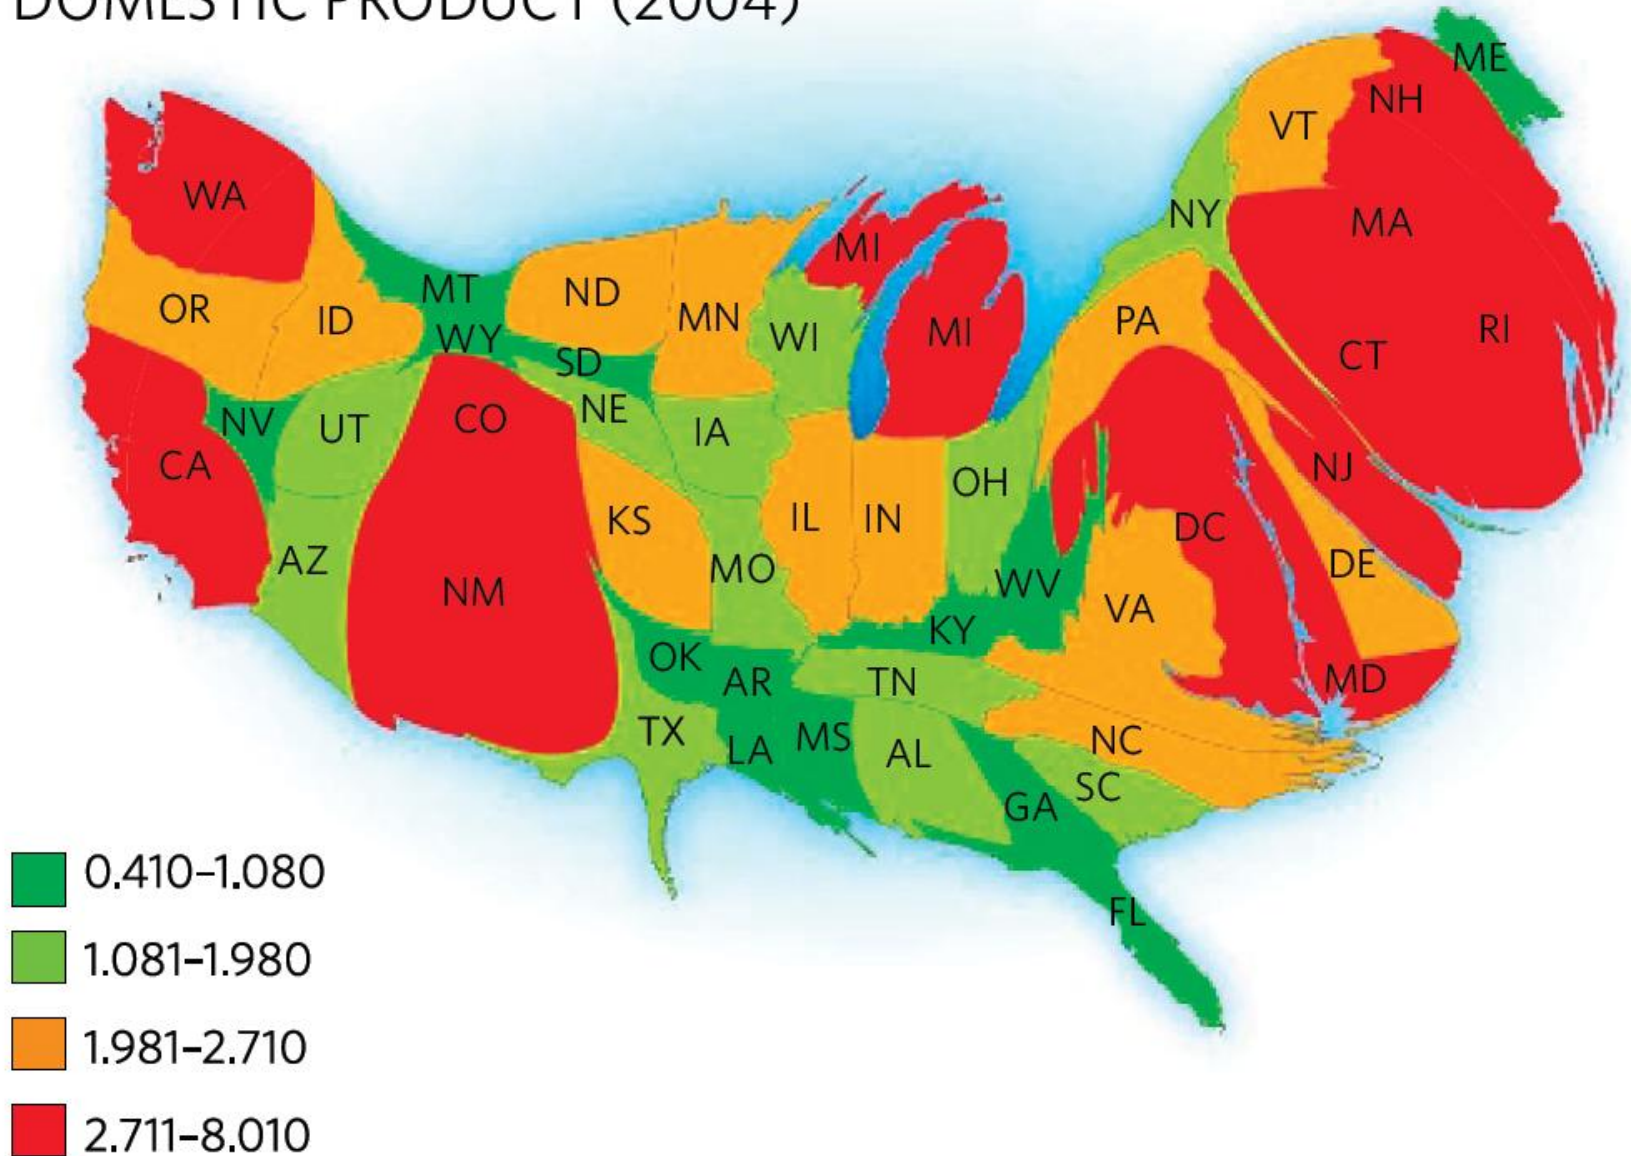 DOMESTIC PRODUCT (2004)
ME
NH
VT
WA
NY
MA
MI
MT
ND
OR
ID
MN
WY
WI
MI
PA
RI
CT
SD
NE
CO
NV
UT
IA
CA
NJ
OH
KS
IL
IN
DC
AZ
MO
DE
WV
NM
VA
KY
OK
AR
TN
MD
TX
LA
MS
AL
NC
SC
GA
FL
0.410–1.080
1.081–1.980
1.981–2.710
2.711–8.010